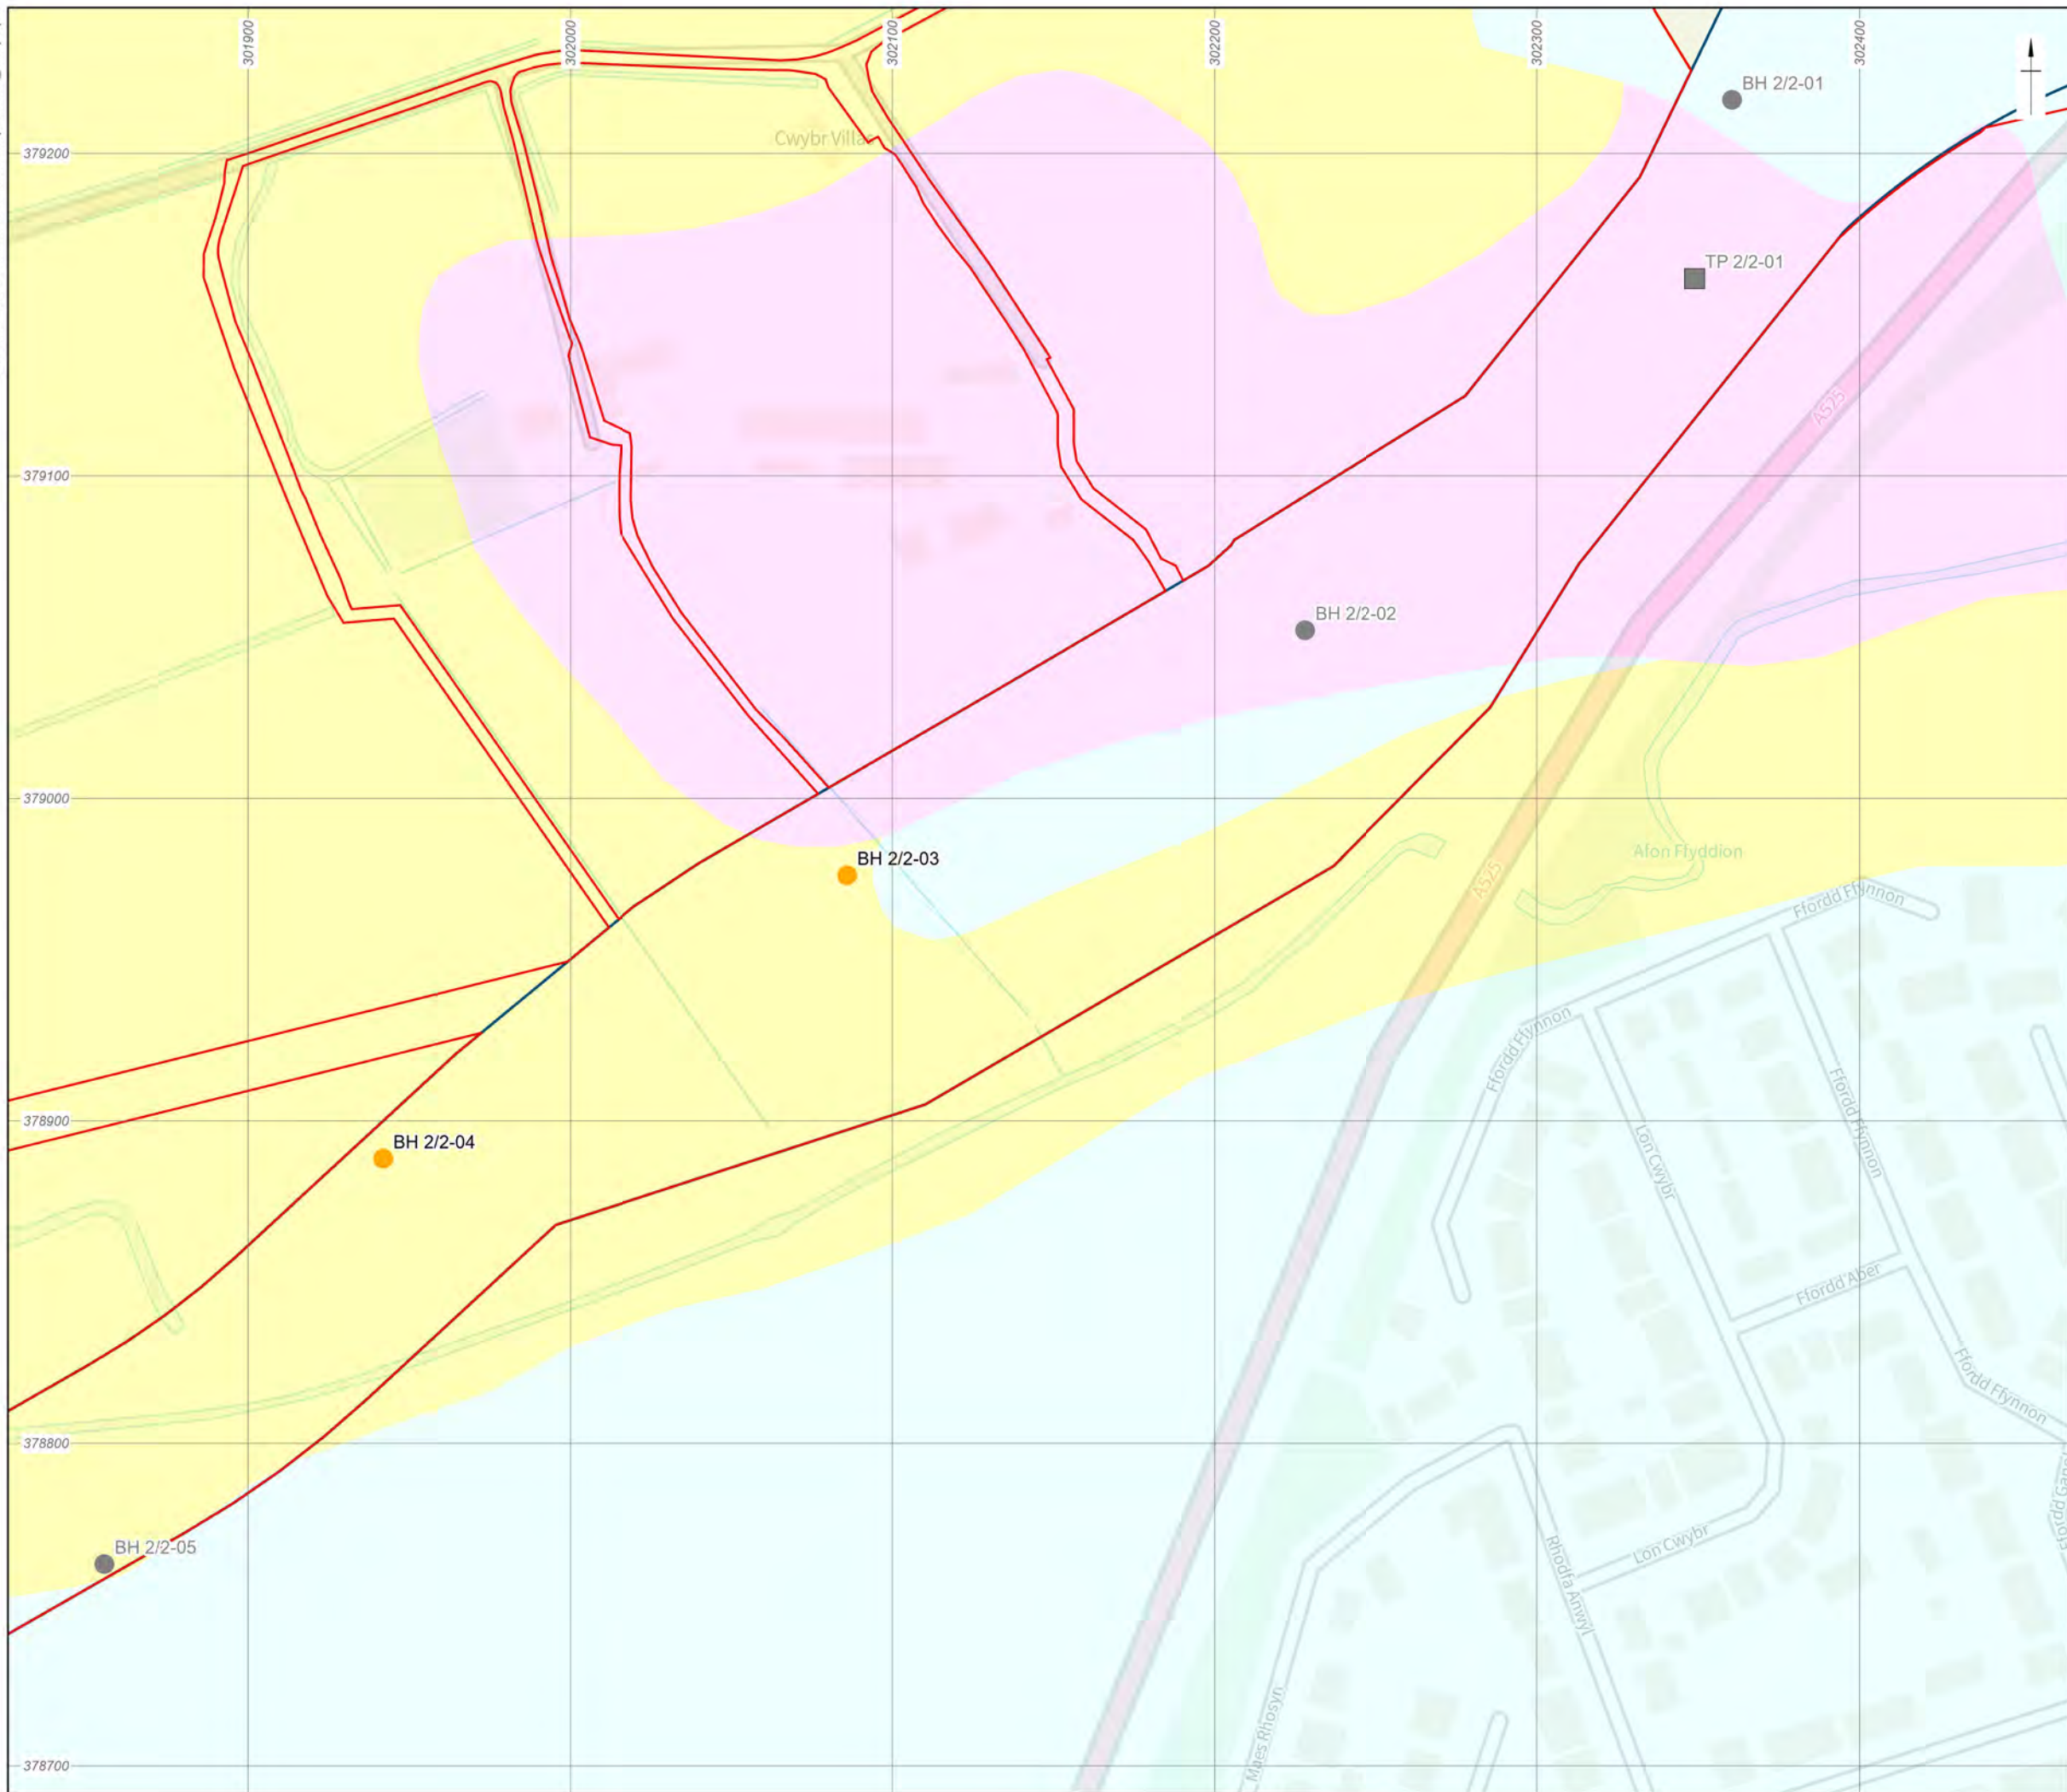 301900
302000
302100
302200
302300
302400
BH 2/2-01
Cwybr Villas
379200
TP 2/2-01
A525
379100
BH 2/2-02
379000
BH 2/2-03
Afon Ffyddion
A525
Ffordd Ffynnon
Ffordd Ffynnon
Ffordd Ffynnon
378900
BH 2/2-04
Lon Cwybr
Ffordd Aber
Ffordd Ffynnon
378800
BH 2/2-05
Lon Cwybr
Rhodfa Anwyl
Maes Rhosyn
378700